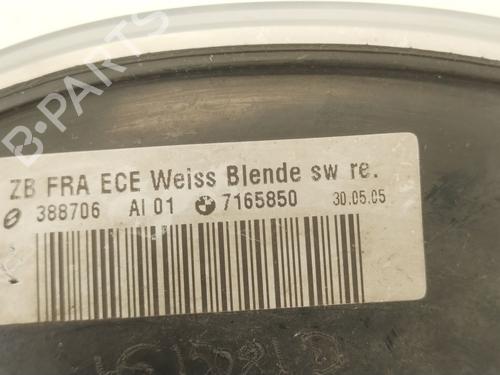 B-PARTS
ZB FRA ECE Weiss Blende sw re.
388706 AI 01 7165850 30.05.05